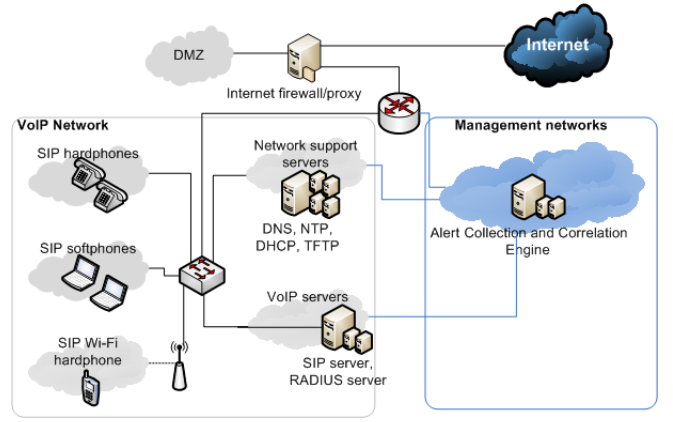 DMZ
Internet
Internet firewall/proxy
VoIP Network
Management networks
SIP hardphones
Network support
servers
DNS, NTP,
DHCP, TFTP
Alert Collection and Correlation
Engine
SIP softphones
VoIP servers
SIP server,
RADIUS server
SIP Wi-Fi
hardphone